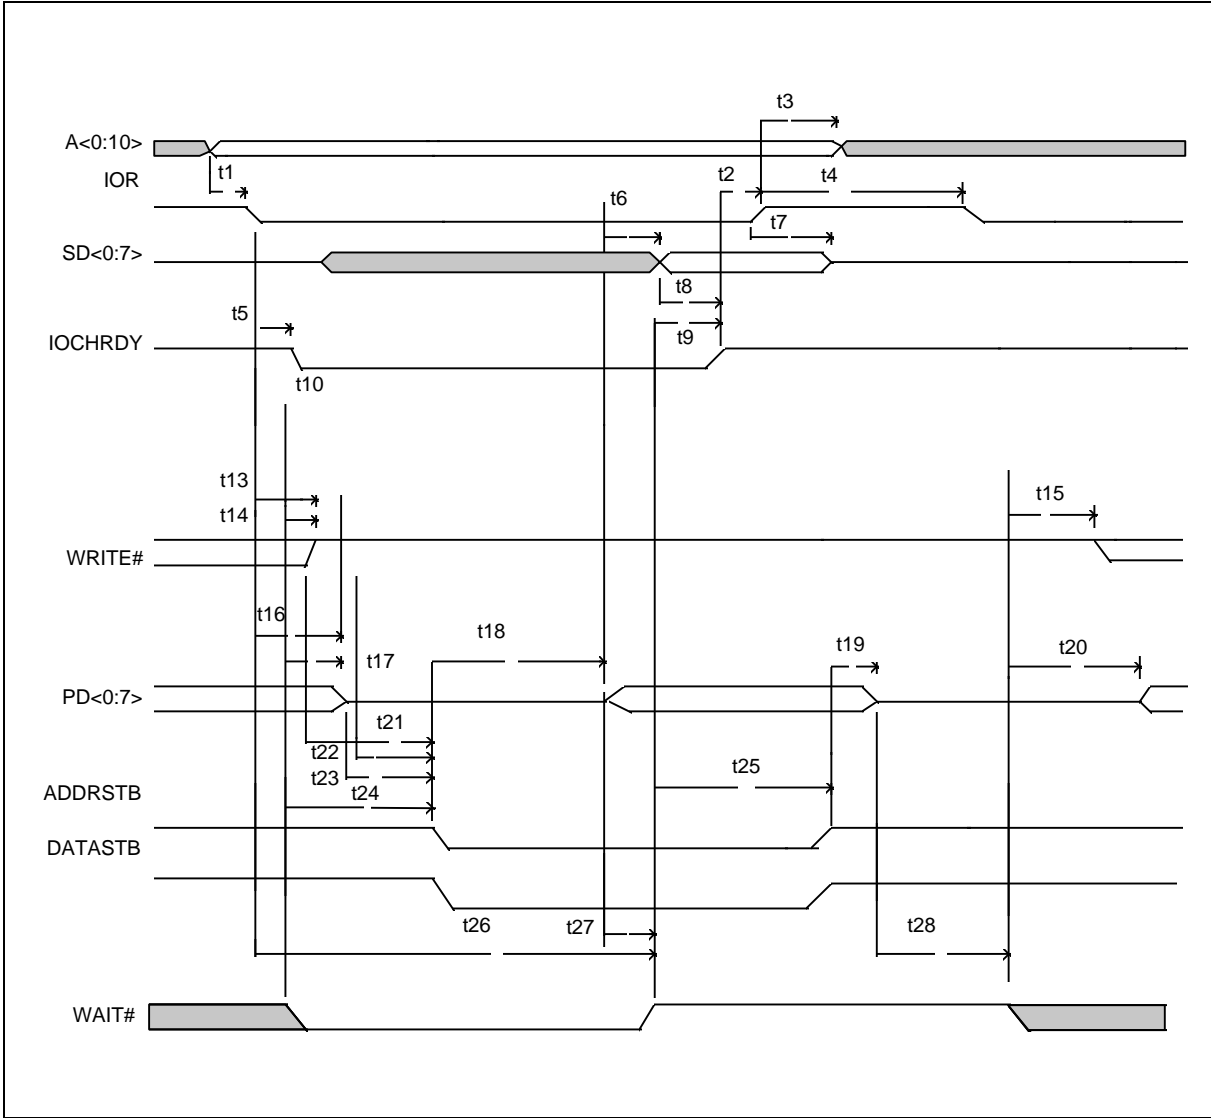 t3
A<0:10>
t1
t2
t4
IOR
t6
t7
SD<0:7>
t8
t5
t9
IOCHRDY
t10
t13
t15
t14
WRITE#
t16
t18
t19
t20
t17
PD<0:7>
t21
t22
t23
t25
ADDRSTB
t24
DATASTB
t26
t27
t28
WAIT#